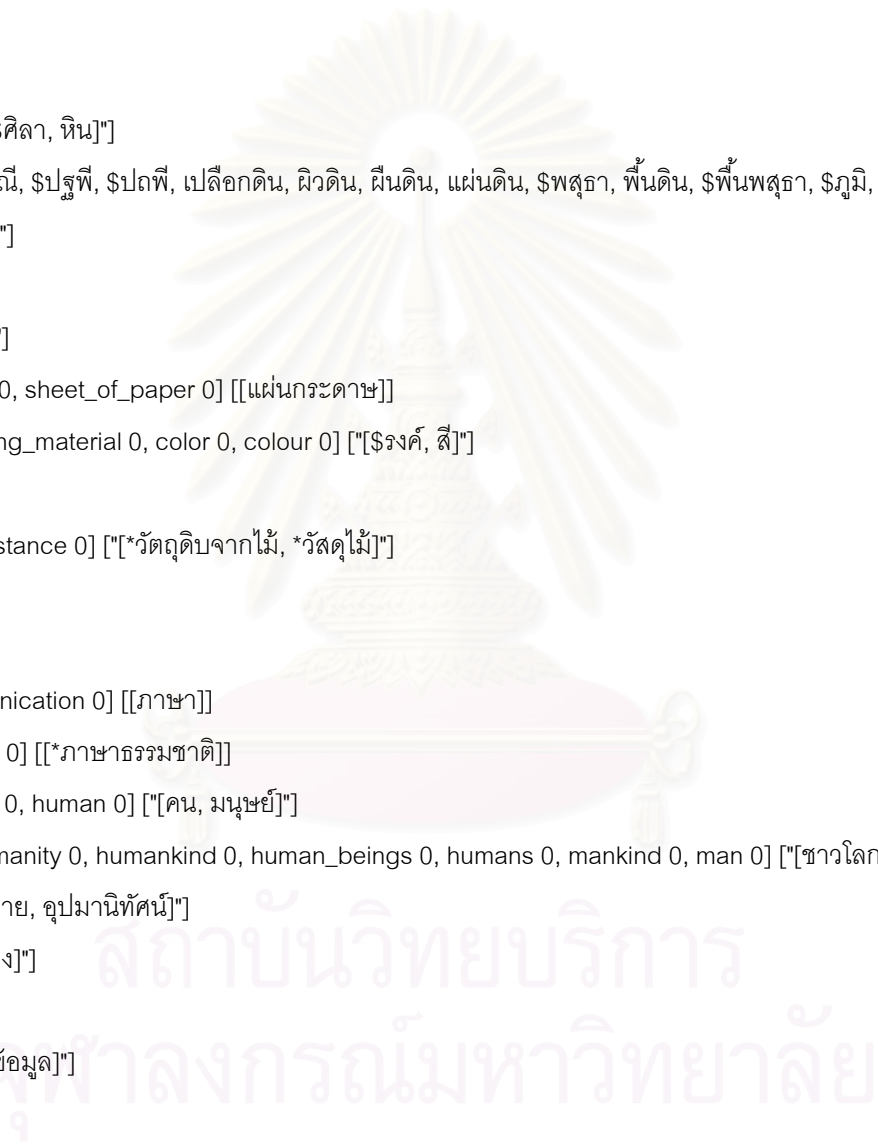 ศิลา, หิน]"]
ณี, $ปฐพี, $ปถพี, เปลือกดิน, ผิวดิน, ผืนดิน, แผ่นดิน, $พสุธา, พื้นดิน, $พื้นพสุธา, $ภูมิ,
"]
"]
0, sheet_of_paper 0] [[แผ่นกระดาษ]]
ng_material 0, color 0, colour 0] ["[$รงค์, สี]"]
stance 0] ["[*วัตถุดิบจากไม้, *วัสดุไม้]"]
nication 0] [[ภาษา]]
0] [[*ภาษาธรรมชาติ]]
0, human 0] ["[คน, มนุษย์]"]
manity 0, humankind 0, human_beings 0, humans 0, mankind 0, man 0] ["[ชาวโลก
าย, อุปมานิทัศน์]"]
ง]"]
ข้อมูล]"]
สถาบันวิทยบริการ
จุฬาลงกรณ์มหาวิทยาลัย